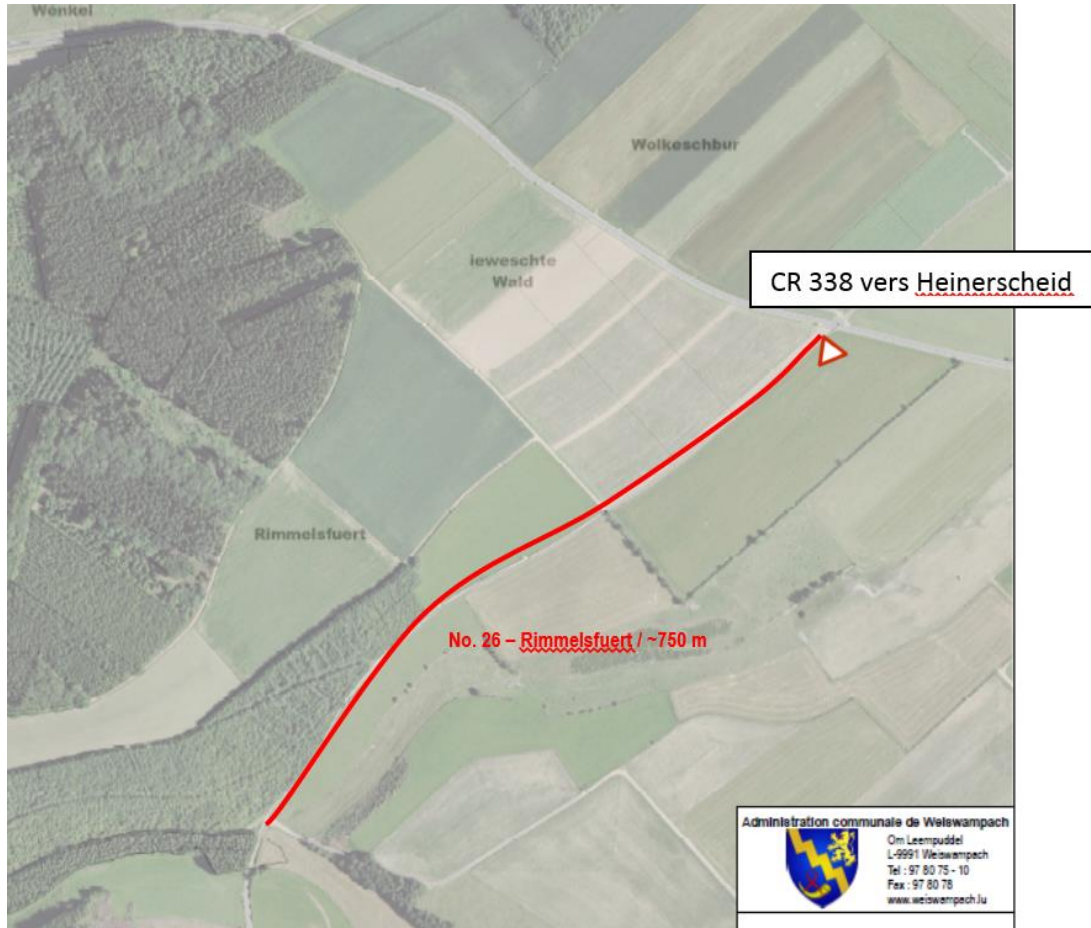 Wenkel
Wolkeschbur
ieweschte
Wald
CR 338 vers Heinerscheid
Rimmelsfuert
No. 26 – Rimmelsfuert / ~750 m
Administration communale de Weiswampach
Om Leempuddel
L-9991 Weiswampach
Tel : 97 80 75 - 10
Fax : 97 80 78
www.weiswampach.lu